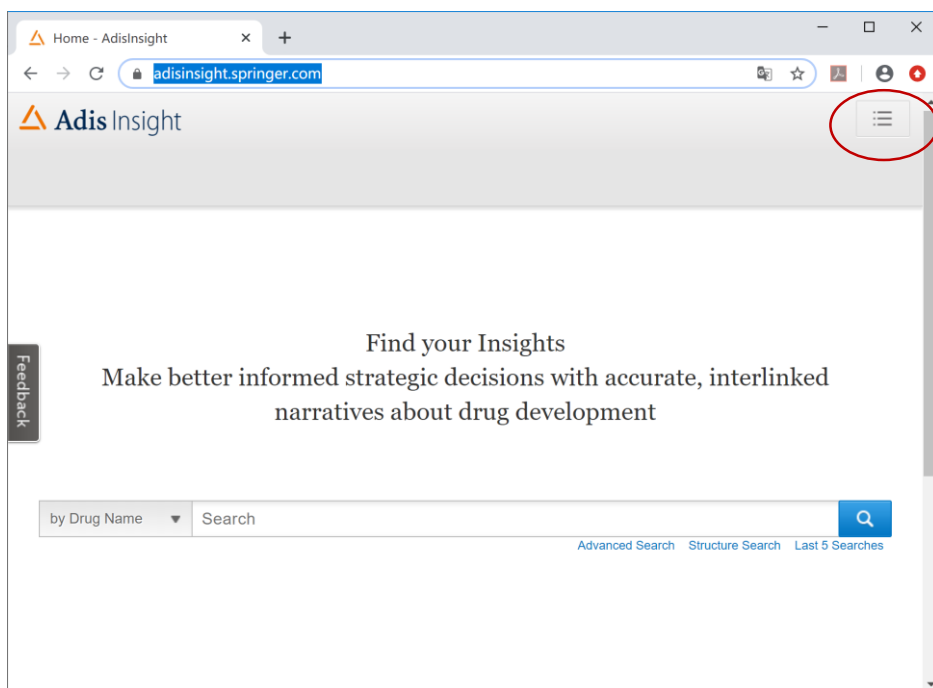 Home - AdisInsight
adisinsight.springer.com
Adis Insight
Find your Insights
Make better informed strategic decisions with accurate, interlinked
narratives about drug development
Feedback
by Drug Name
Search
Advanced Search Structure Search Last 5 Searches